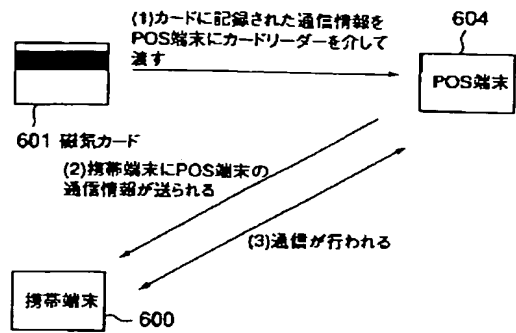 (1)カードに記録された通信情報を
POS端末にカードリーダーを介して
渡す
604
POS端末
601 磁気カード
(2)携帯端末にPOS端末の
通信情報が送られる
(3)通信が行われる
携帯端末
600